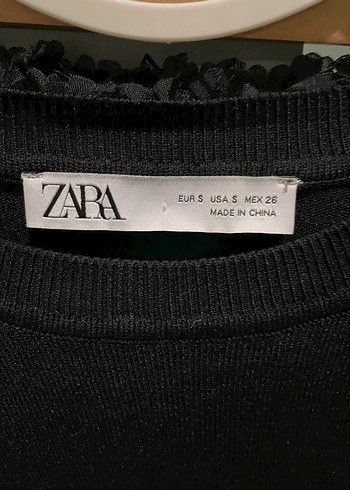 ZARA
EUR S USA S MEX 26
MADE IN CHINA